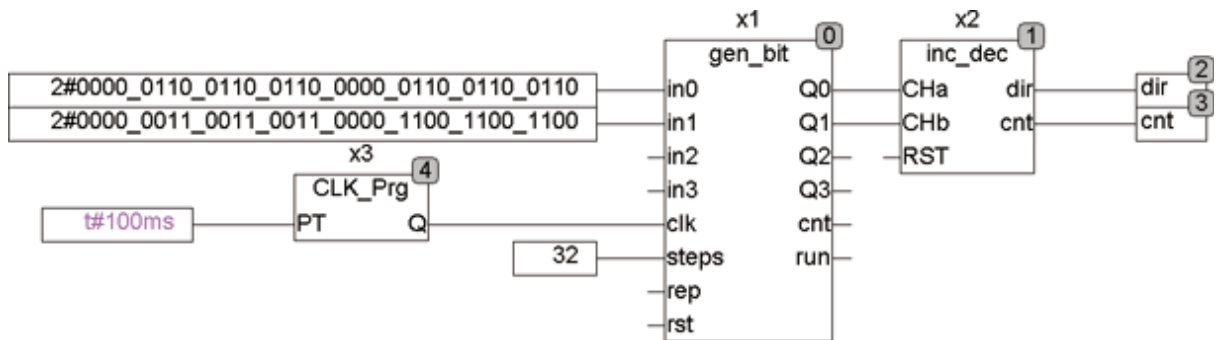 x1
x2
0
1
gen_bit
inc_dec
2
2#0000_0110_0110_0110_0000_0110_0110_0110
in0
Q0
CHa
dir
dir
3
2#0000_0011_0011_0011_0000_1100_1100_1100
in1
Q1
CHb
cnt
cnt
x3
in2
Q2
RST
4
CLK_Prg
in3
Q3
t#100ms
PT
Q
clk
cnt
32
steps
run
rep
rst